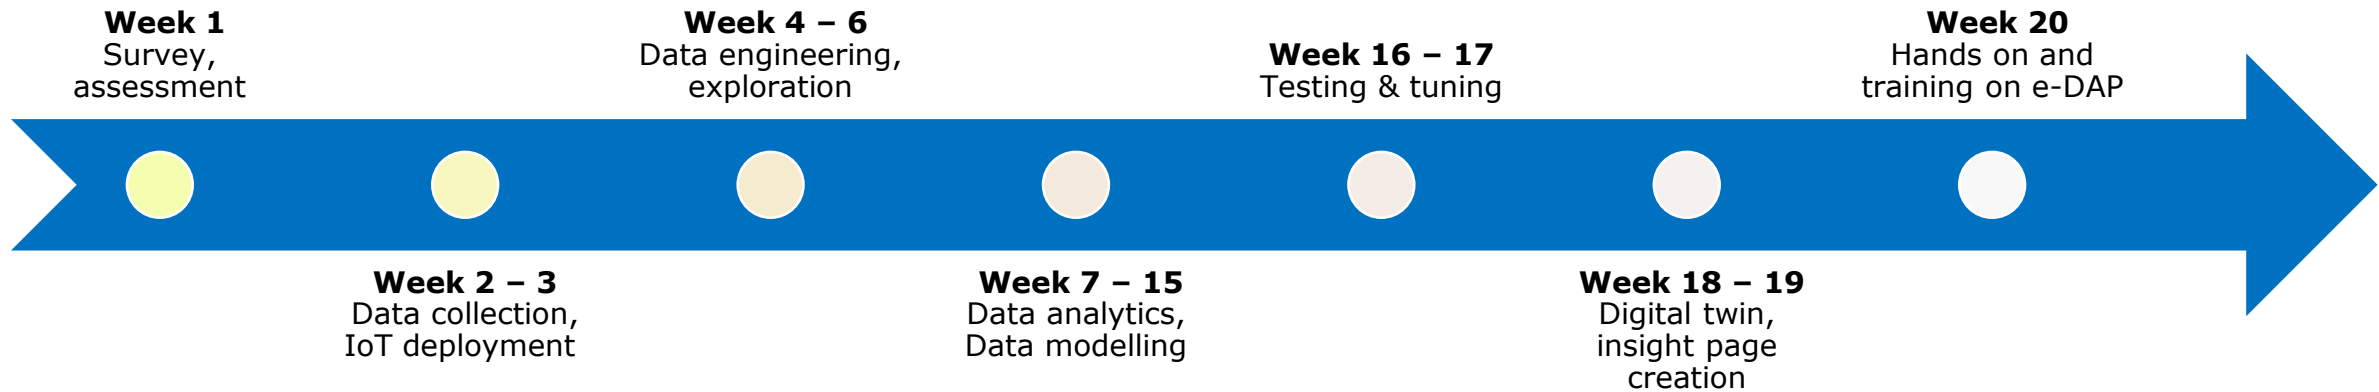 Week 1
Survey,
assessment
Week 2 – 3
Data collection,
IoT deployment
Week 4 – 6
Data engineering,
exploration
Week 7 – 15
Data analytics,
Data modelling
Week 16 – 17
Testing & tuning
Week 18 – 19
Digital twin,
insight page
creation
Week 20
Hands on and
training on e-DAP